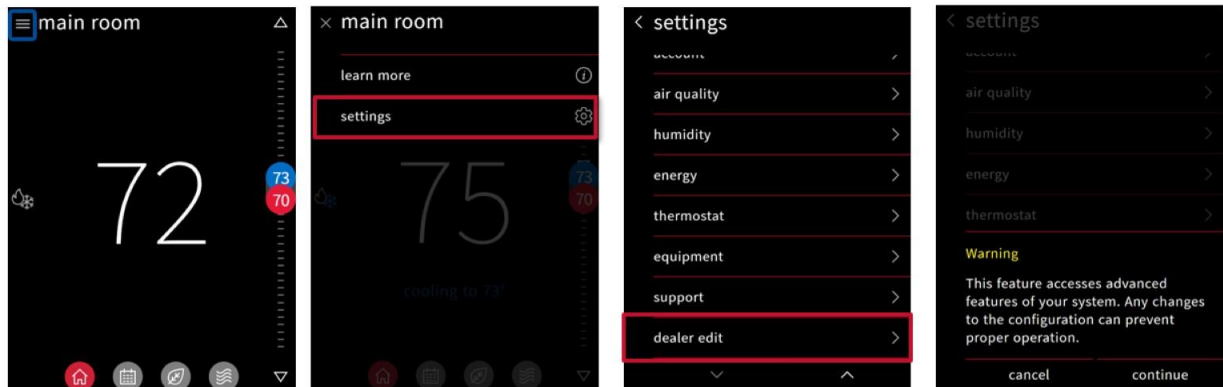 main room
72
73
70
main room
learn more
settings
75
73
70
cooling to 73°
settings
account
air quality
humidity
energy
thermostat
equipment
support
dealer edit
settings
account
air quality
humidity
energy
thermostat
Warning
This feature accesses advanced
features of your system. Any changes
to the configuration can prevent
proper operation.
cancel
continue